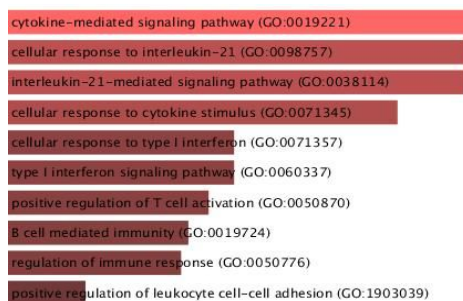 cytokine-mediated signaling pathway (GO:0019221)
cellular response to interleukin-21 (GO:0098757)
interleukin-21-mediated signaling pathway (GO:0038114)
cellular response to cytokine stimulus (GO:0071345)
cellular response to type I interferon (GO:0071357)
type I interferon signaling pathway (GO:0060337)
positive regulation of T cell activation (GO:0050870)
B cell mediated immunity (GO:0019724)
regulation of immune response (GO:0050776)
positive regulation of leukocyte cell-cell adhesion (GO:1903039)